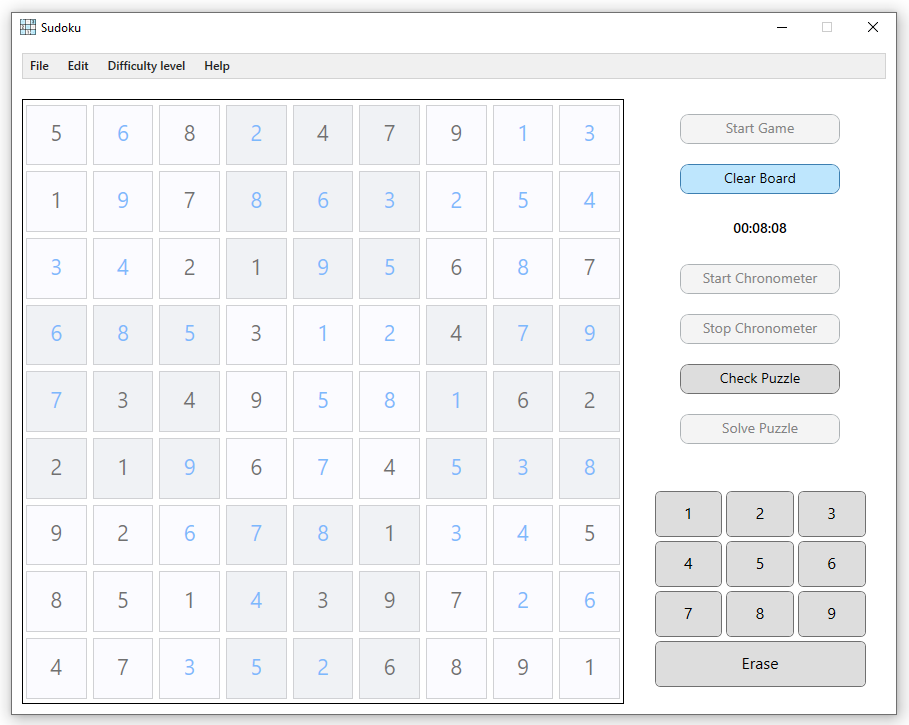 Sudoku
File Edit Difficulty level Help
5 6 8 2 4 7 9 1 3
1 9 7 8 6 3 2 5 4
3 4 2 1 9 5 6 8 7
6 8 5 3 1 2 4 7 9
7 3 4 9 5 8 1 6 2
2 1 9 6 7 4 5 3 8
9 2 6 7 8 1 3 4 5
8 5 1 4 3 9 7 2 6
4 7 3 5 2 6 8 9 1
Start Game
Clear Board
00:08:08
Start Chronometer
Stop Chronometer
Check Puzzle
Solve Puzzle
1 2 3
4 5 6
7 8 9
Erase